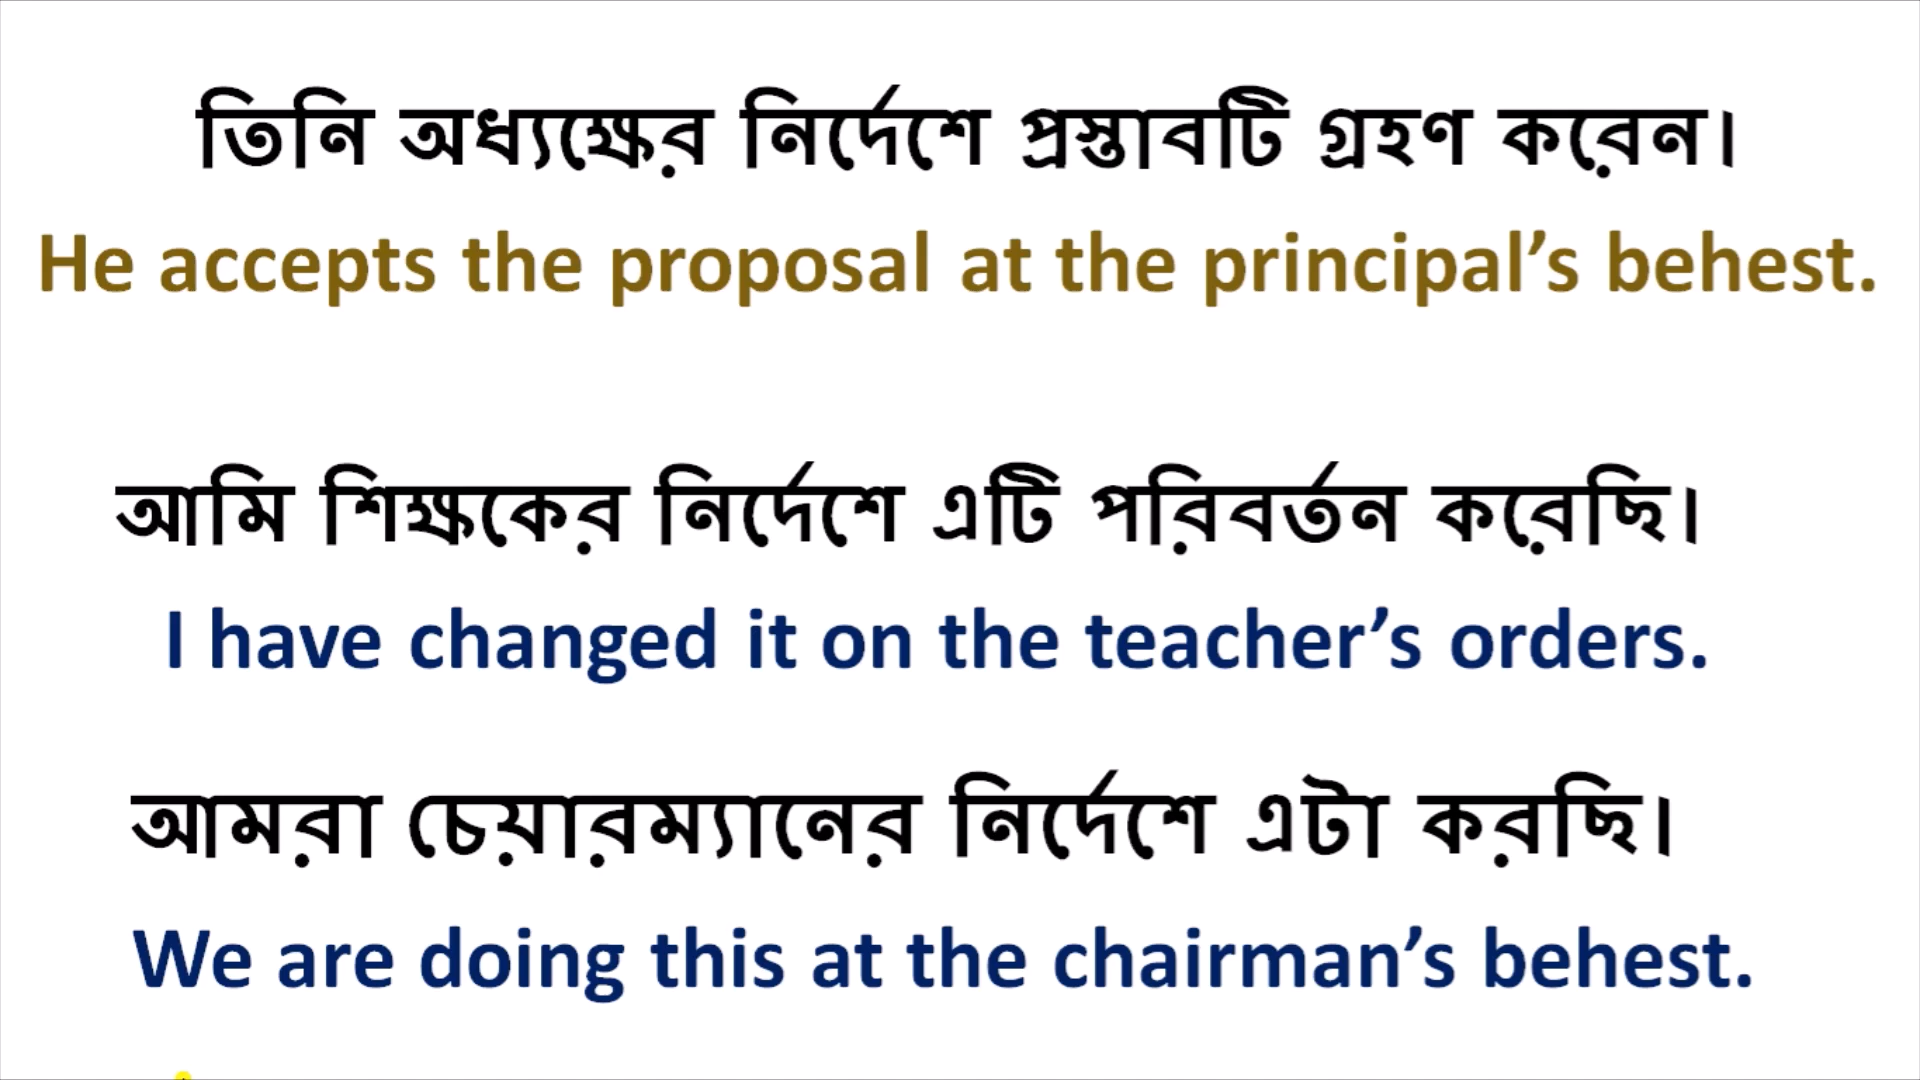 তিনি অধ্যক্ষের নির্দেশে প্রস্তাবটি গ্রহণ করেন।
He accepts the proposal at the principal’s behest.
আমি শিক্ষকের নির্দেশে এটি পরিবর্তন করেছি।
I have changed it on the teacher’s orders.
আমরা চেয়ারম্যানের নির্দেশে এটা করছি।
We are doing this at the chairman’s behest.